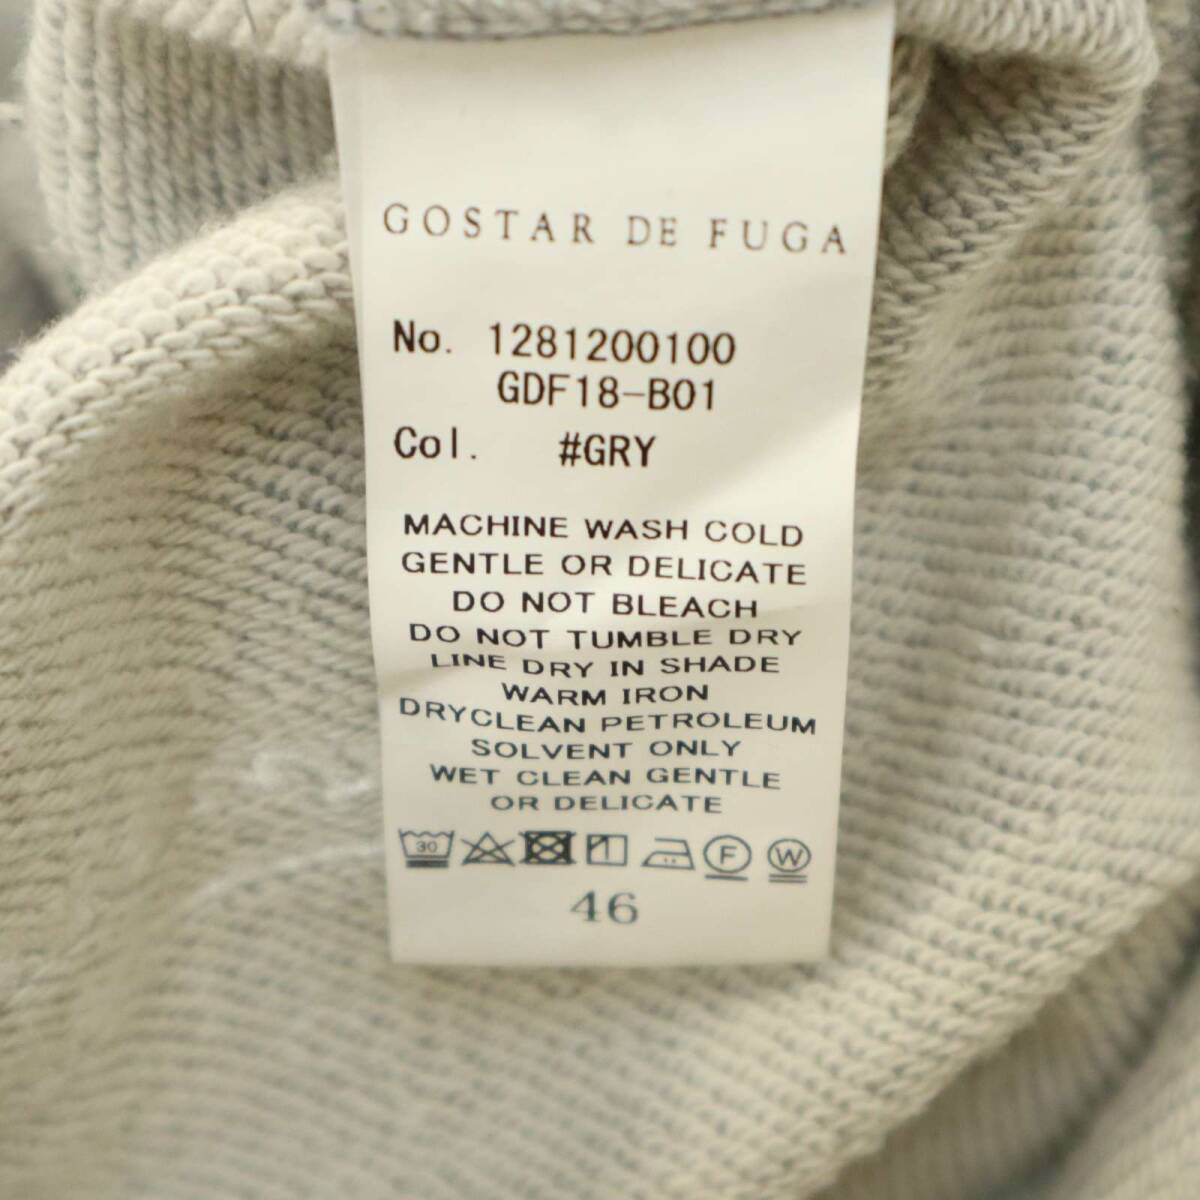 GOSTAR DE FUGA
No. 1281200100
GDF18-B01
Col. #GRY
MACHINE WASH COLD
GENTLE OR DELICATE
DO NOT BLEACH
DO NOT TUMBLE DRY
LINE DRY IN SHADE
WARM IRON
DRYCLEAN PETROLEUM
SOLVENT ONLY
WET CLEAN GENTLE
OR DELICATE
30 F W
46